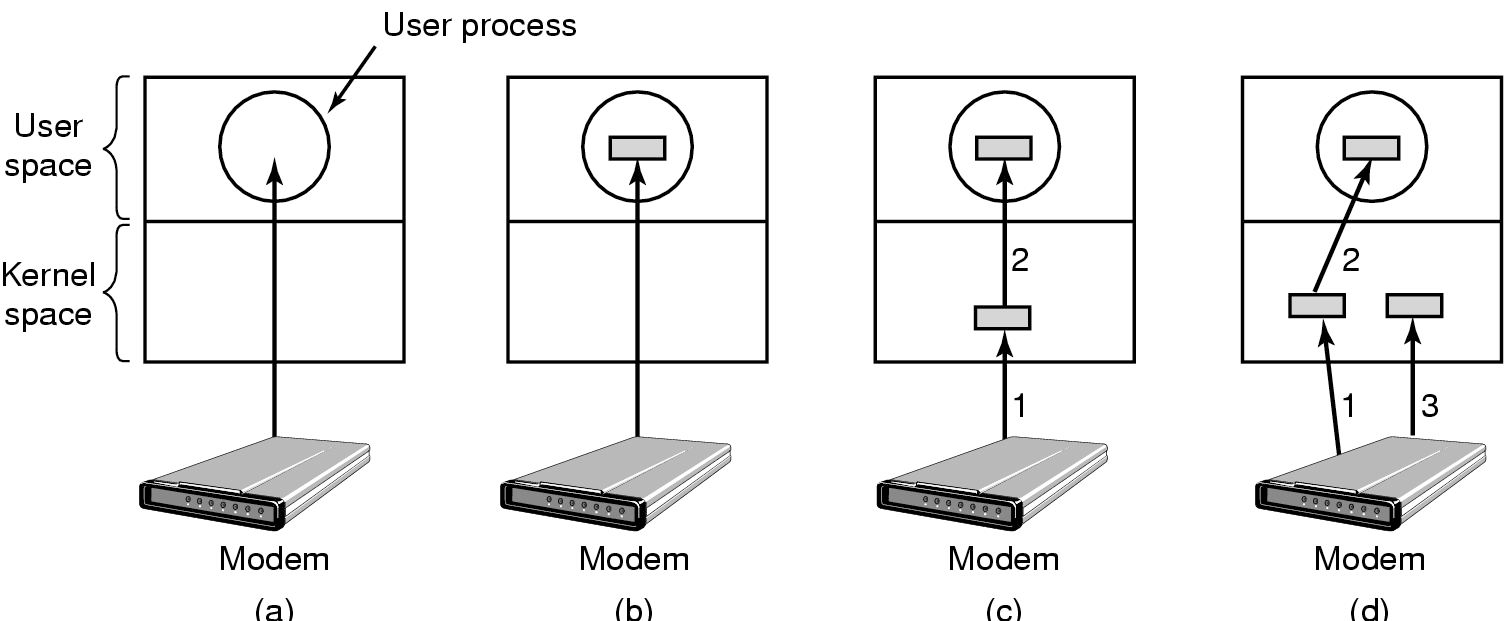 User process
User
space
Kernel
space
2
1
2
1
3
Modem
Modem
Modem
Modem
(a)
(b)
(c)
(d)